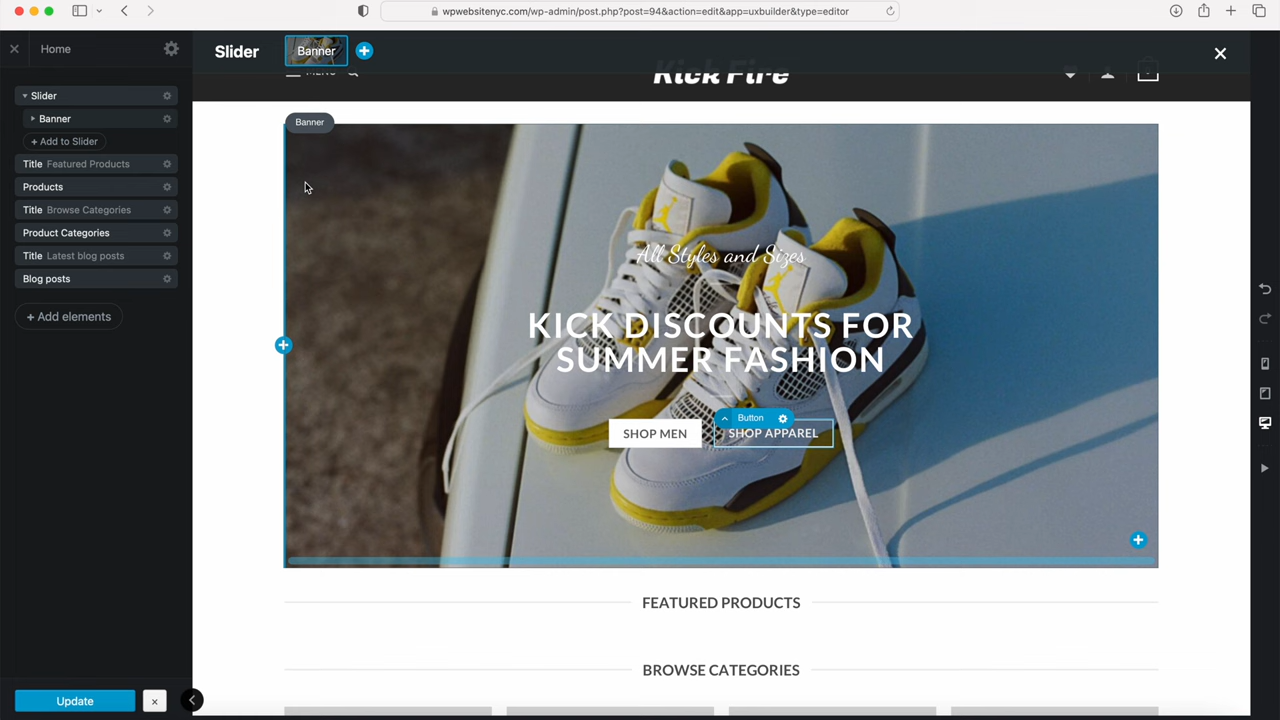 wpwebsitenyc.com/wp-admin/post.php?post=94&action=edit&app=uxbuilder&type=editor
Home
Slider
Banner
MENU
Kick Fire
Slider
Banner
+ Add to Slider
Title Featured Products
Products
Title Browse Categories
Product Categories
Title Latest blog posts
Blog posts
+ Add elements
Update
Banner
All Styles and Sizes
KICK DISCOUNTS FOR
SUMMER FASHION
Button
SHOP MEN
SHOP APPAREL
FEATURED PRODUCTS
BROWSE CATEGORIES